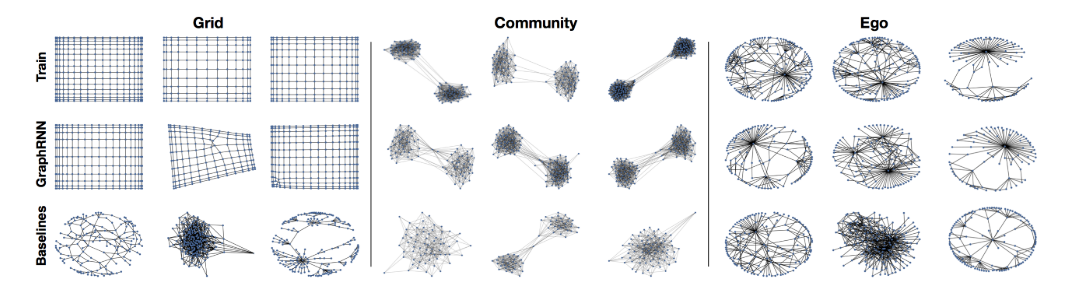 Grid
Community
Ego
Train
GraphRNN
Baselines